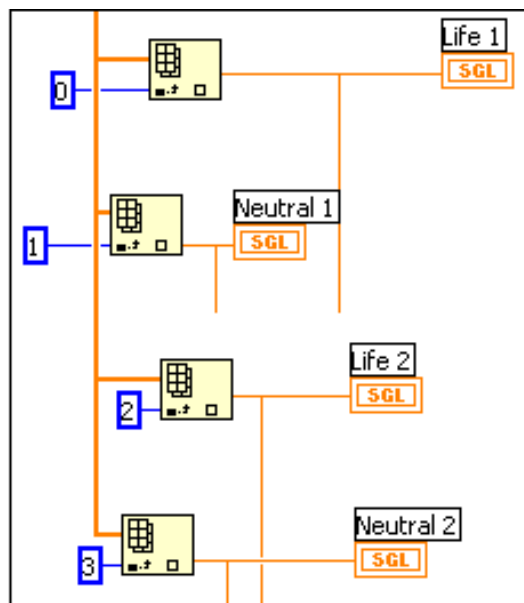 Life 1
SGL
0
Neutral 1
SGL
1
Life 2
SGL
2
Neutral 2
SGL
3